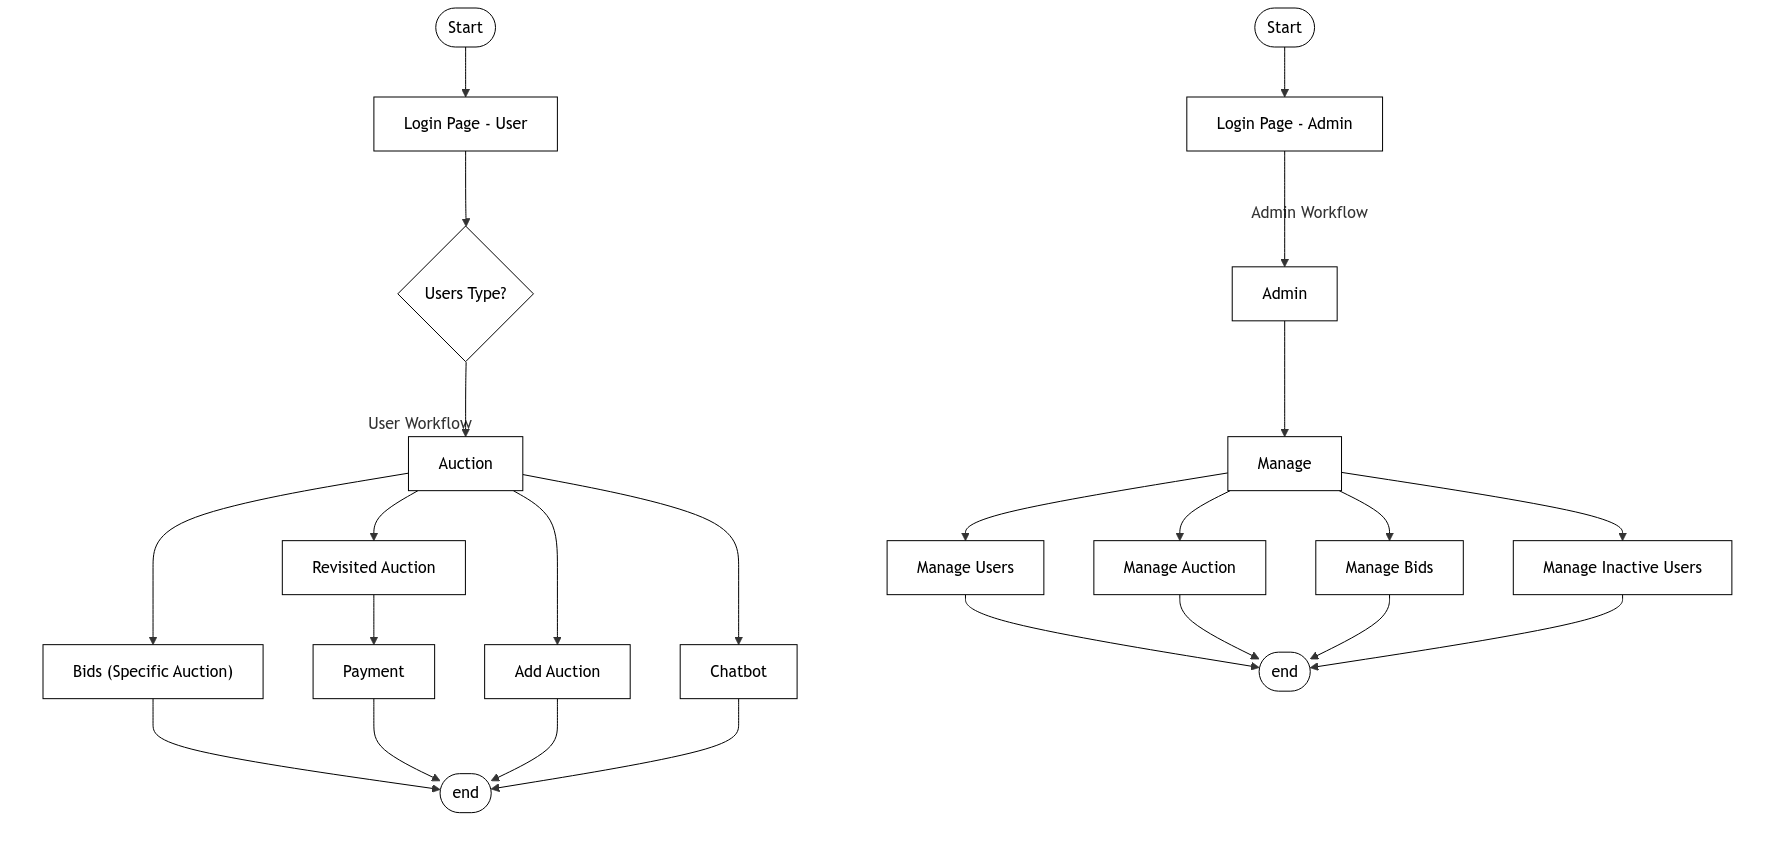 Start
Login Page - User
Users Type?
User Workflow
Auction
Revisited Auction
Bids (Specific Auction)
Payment
Add Auction
Chatbot
end
Start
Login Page - Admin
Admin Workflow
Admin
Manage
Manage Users
Manage Auction
Manage Bids
Manage Inactive Users
end